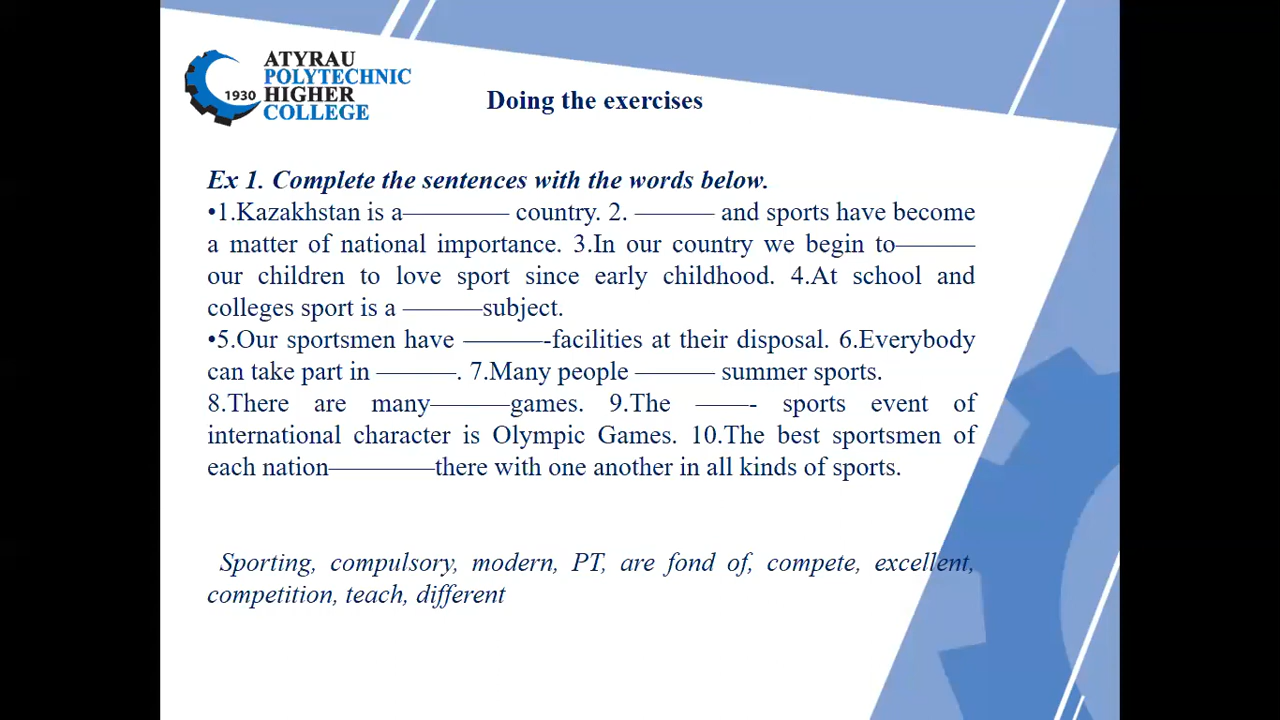 ATYRAU
POLYTECHNIC
1930 HIGHER
COLLEGE
Doing the exercises
Ex 1. Complete the sentences with the words below.
•1.Kazakhstan is a———— country. 2. ——— and sports have become
a matter of national importance. 3.In our country we begin to———
our children to love sport since early childhood. 4.At school and
colleges sport is a ———subject.
•5.Our sportsmen have ———-facilities at their disposal. 6.Everybody
can take part in ———. 7.Many people ——— summer sports.
8.There are many———games. 9.The ——- sports event of
international character is Olympic Games. 10.The best sportsmen of
each nation————there with one another in all kinds of sports.
Sporting, compulsory, modern, PT, are fond of, compete, excellent,
competition, teach, different